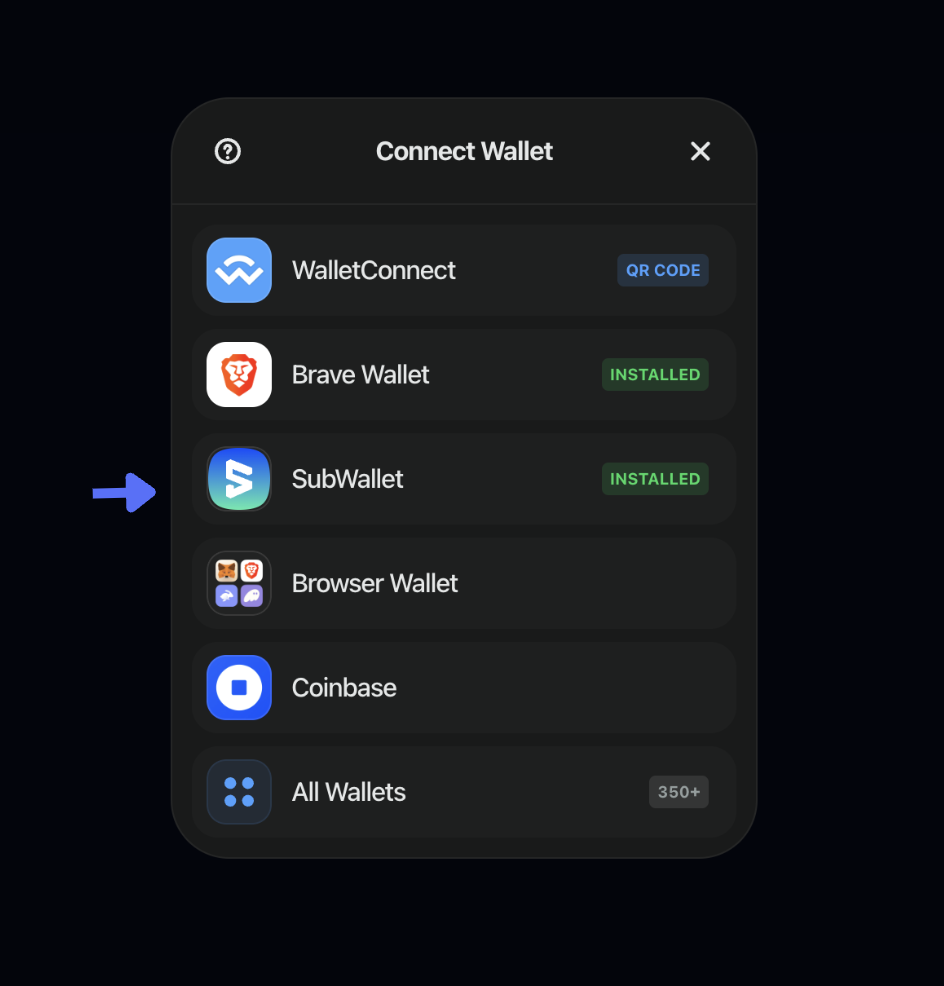 Connect Wallet
WalletConnect QR CODE
Brave Wallet INSTALLED
SubWallet INSTALLED
Browser Wallet
Coinbase
All Wallets 350+